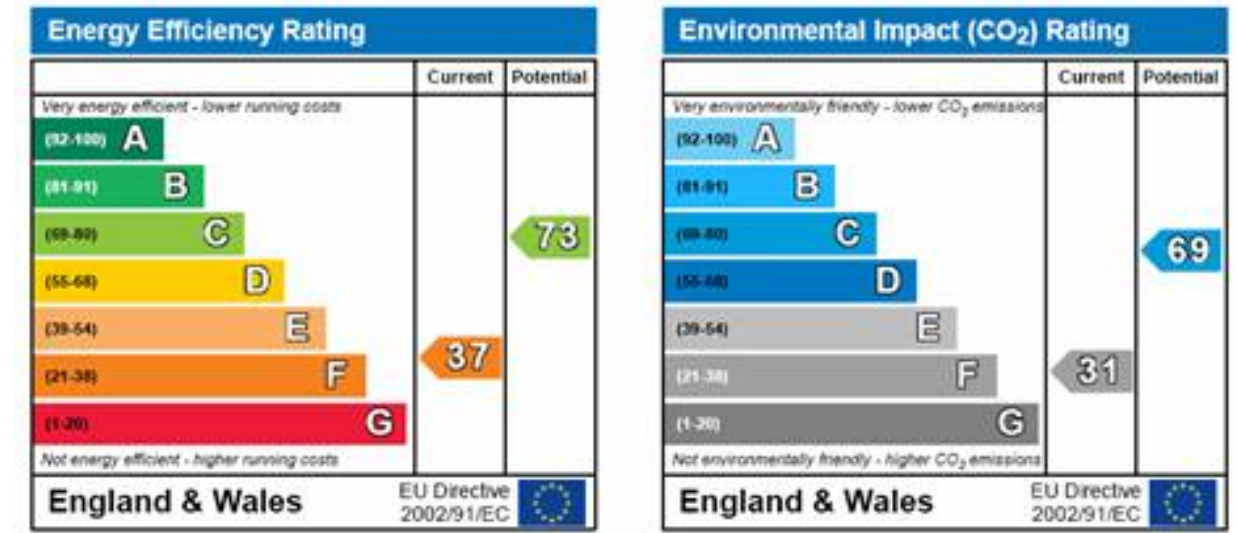 Energy Efficiency Rating
Current Potential
Very energy efficient - lower running costs
(92-100) A
(81-91) B
(69-80) C
73
(55-68) D
(39-54) E
37
(21-38) F
(1-20) G
Not energy efficient - higher running costs
England & Wales
EU Directive
2002/91/EC
Environmental Impact (CO₂) Rating
Current Potential
Very environmentally friendly - lower CO₂ emissions
(92-100) A
(81-91) B
(69-80) C
69
(55-68) D
(39-54) E
(21-38) F
31
(1-20) G
Not environmentally friendly - higher CO₂ emissions
England & Wales
EU Directive
2002/91/EC